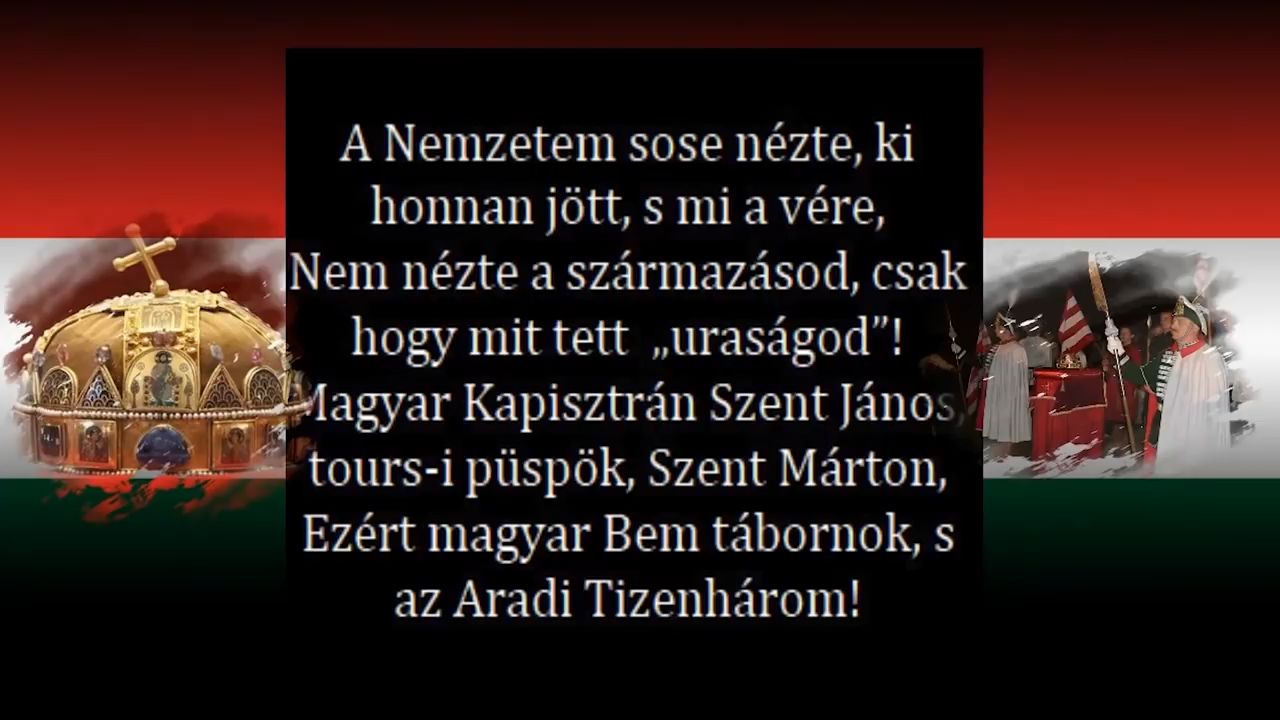 A Nemzetem sose nézte, ki
honnan jött, s mi a vére,
Nem nézte a származásod, csak
hogy mit tett „uraságod”!
Magyar Kapisztrán Szent János,
tours-i püspök, Szent Márton,
Ezért magyar Bem tábornok, s
az Aradi Tizenhárom!